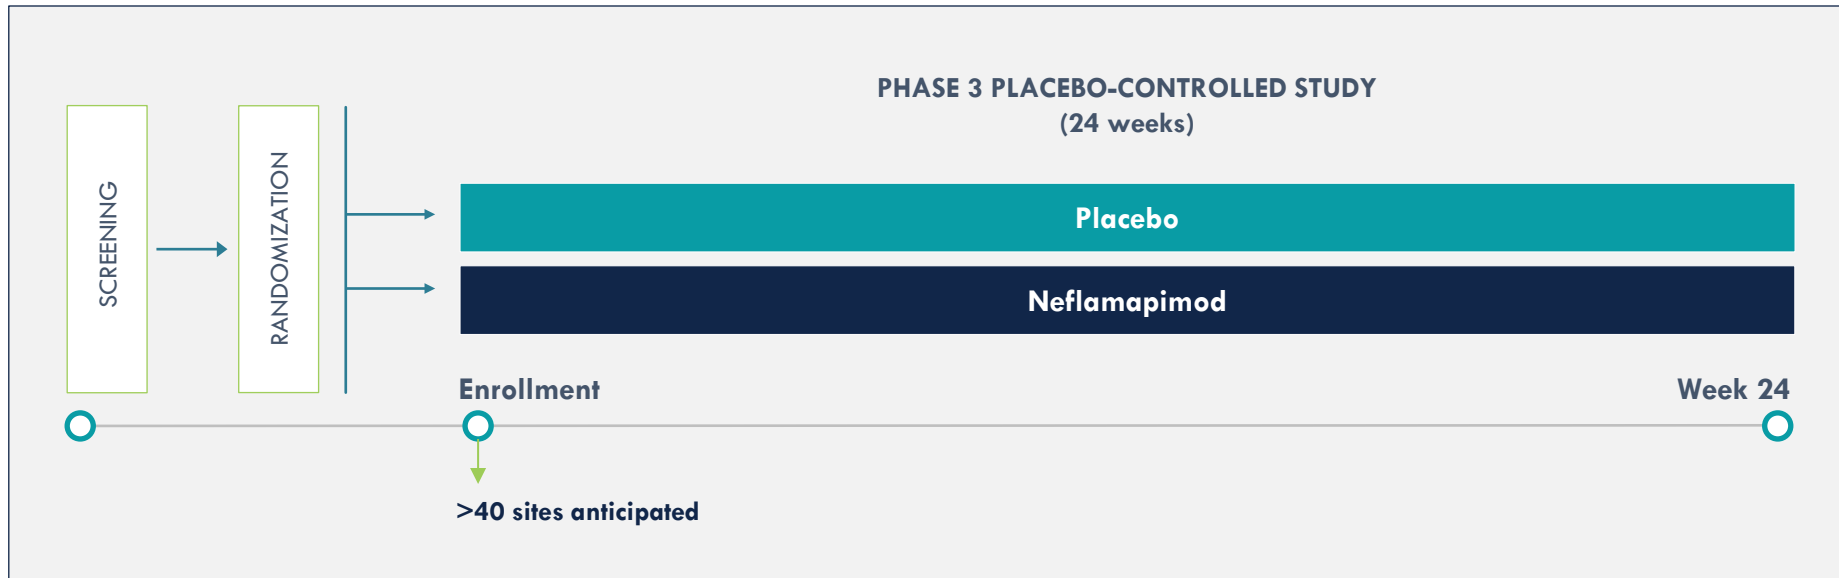 PHASE 3 PLACEBO-CONTROLLED STUDY
(24 weeks)
SCREENING
RANDOMIZATION
Placebo
Neflamapimod
Enrollment
Week 24
>40 sites anticipated